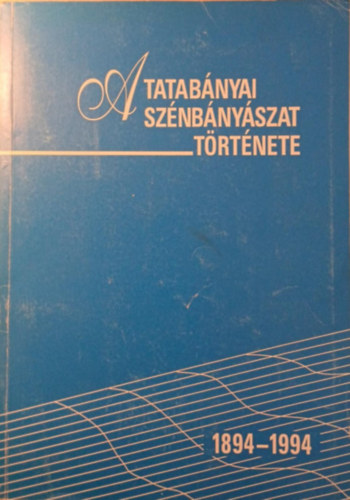 A TATABÁNYAI
SZÉNBÁNYÁSZAT
TÖRTÉNETE
1894-1994